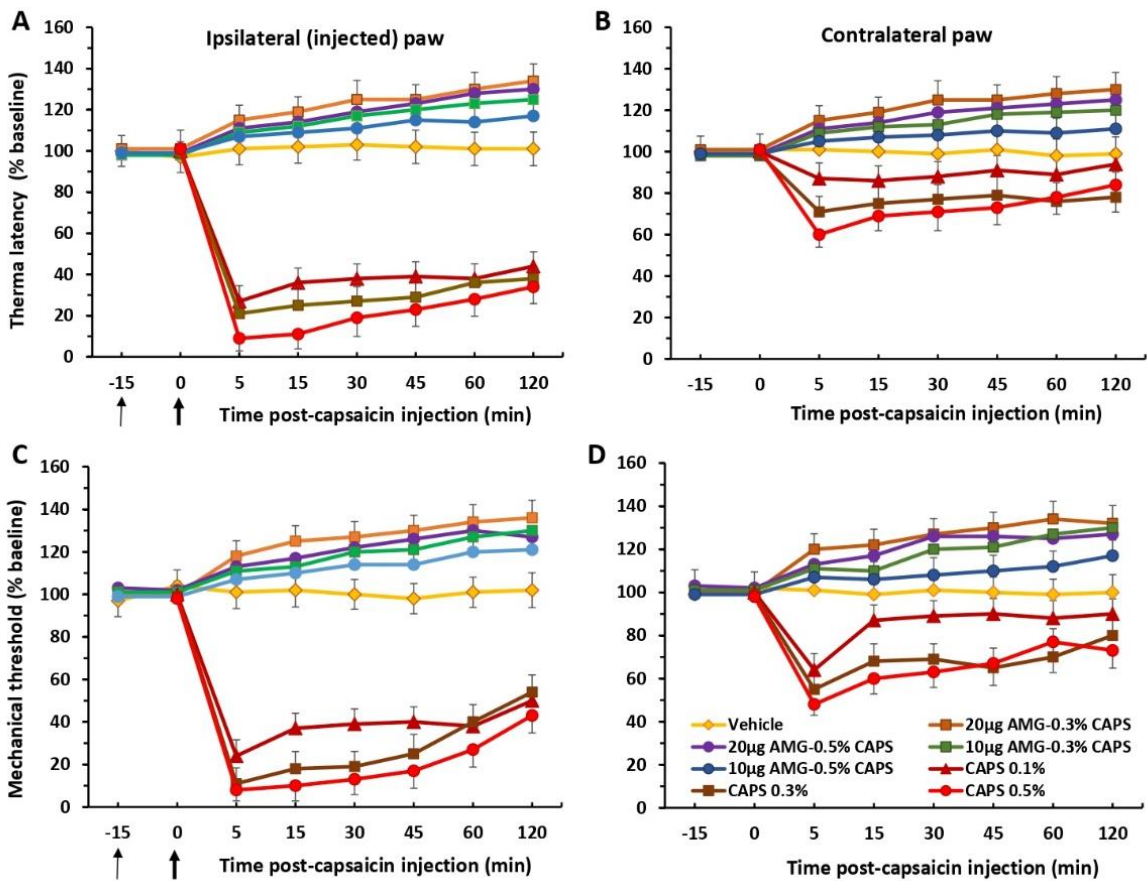 A
Ipsilateral (injected) paw
Therma latency (% baseline)
160
140
120
100
80
60
40
20
0
-15 0 5 15 30 45 60 120
Time post-capsaicin injection (min)
B
Contralateral paw
160
140
120
100
80
60
40
20
0
-15 0 5 15 30 45 60 120
Time post-capsaicin injection (min)
C
Mechanical threshold (% baeline)
160
140
120
100
80
60
40
20
0
-15 0 5 15 30 45 60 120
Time post-capsaicin injection (min)
D
160
140
120
100
80
60
40
20
0
Vehicle 20µg AMG-0.3% CAPS
20µg AMG-0.5% CAPS 10µg AMG-0.3% CAPS
10µg AMG-0.5% CAPS CAPS 0.1%
CAPS 0.3% CAPS 0.5%
-15 0 5 15 30 45 60 120
Time post-capsaicin injection (min)